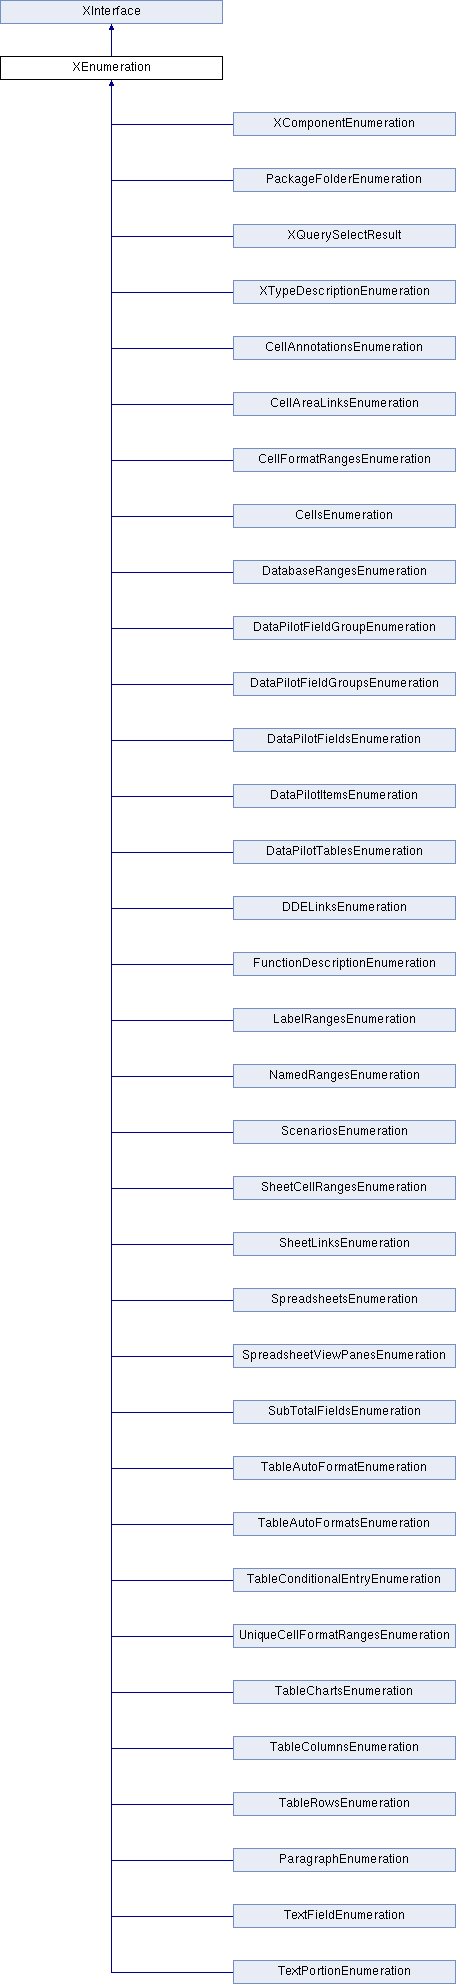 XInterface
XEnumeration
XComponentEnumeration
PackageFolderEnumeration
XQuerySelectResult
XTypeDescriptionEnumeration
CellAnnotationsEnumeration
CellAreaLinksEnumeration
CellFormatRangesEnumeration
CellsEnumeration
DatabaseRangesEnumeration
DataPilotFieldGroupEnumeration
DataPilotFieldGroupsEnumeration
DataPilotFieldsEnumeration
DataPilotItemsEnumeration
DataPilotTablesEnumeration
DDELinksEnumeration
FunctionDescriptionEnumeration
LabelRangesEnumeration
NamedRangesEnumeration
ScenariosEnumeration
SheetCellRangesEnumeration
SheetLinksEnumeration
SpreadsheetsEnumeration
SpreadsheetViewPanesEnumeration
SubTotalFieldsEnumeration
TableAutoFormatEnumeration
TableAutoFormatsEnumeration
TableConditionalEntryEnumeration
UniqueCellFormatRangesEnumeration
TableChartsEnumeration
TableColumnsEnumeration
TableRowsEnumeration
ParagraphEnumeration
TextFieldEnumeration
TextPortionEnumeration